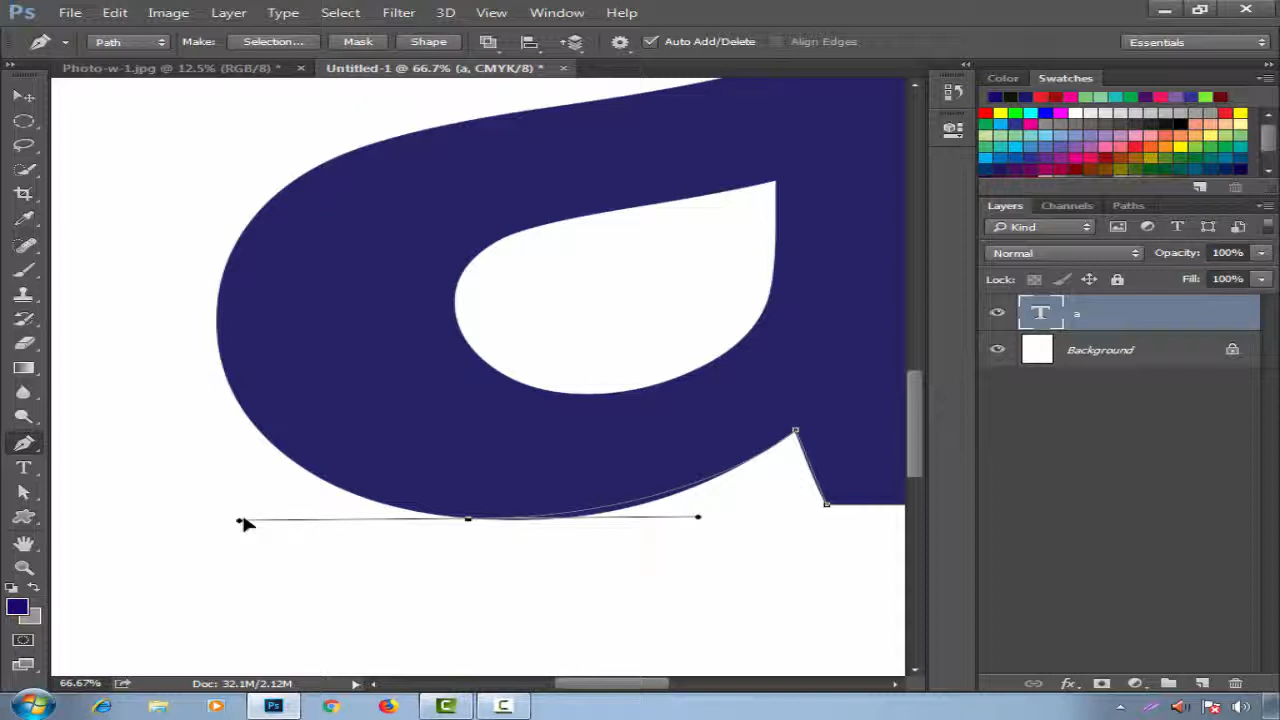 Ps File Edit Image Layer Type Select Filter 3D View Window Help
Path Make: Selection... Mask Shape Auto Add/Delete Align Edges Essentials
Photo-w-1.jpg @ 12.5% (RGB/8) * × Untitled-1 @ 66.7% (a, CMYK/8) * ×
Color Swatches
Layers Channels Paths
Kind
Normal Opacity: 100%
Lock: Fill: 100%
T a
Background
a
66.67% Doc: 32.1M/2.12M